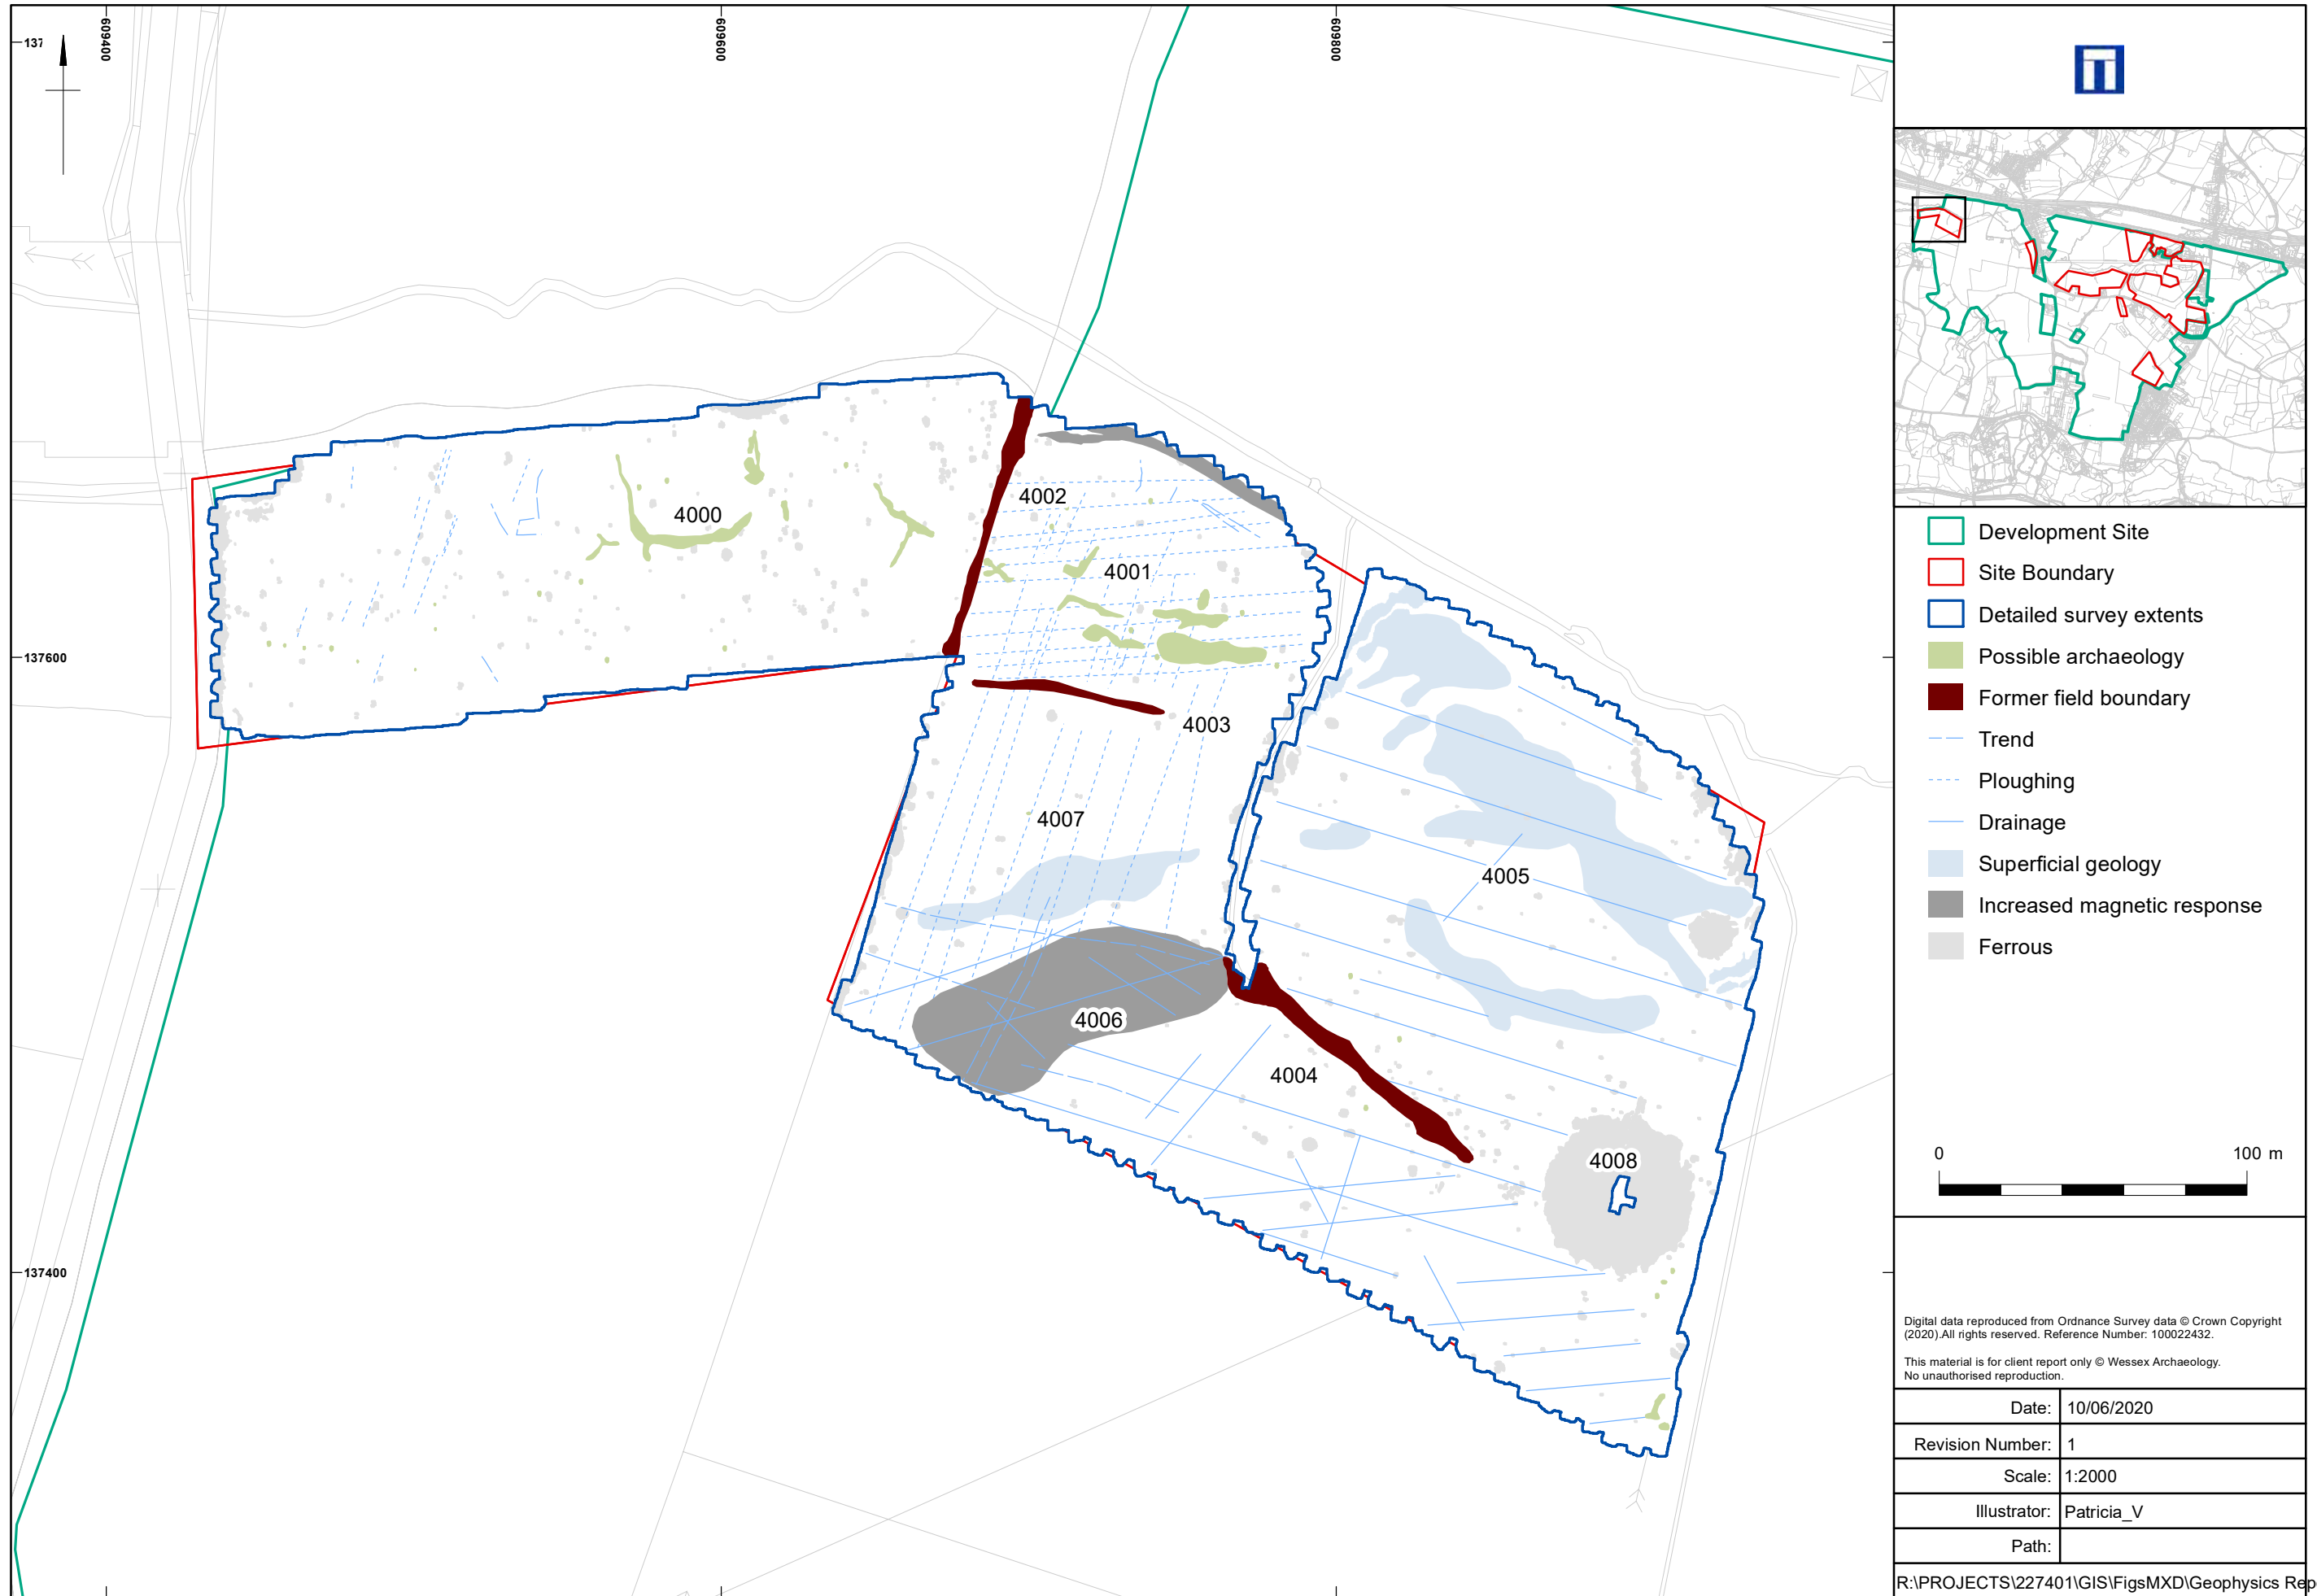 609400
609600
609800
137600
137400
4000
4002
4001
4003
4007
4005
4006
4004
4008
Development Site
Site Boundary
Detailed survey extents
Possible archaeology
Former field boundary
Trend
Ploughing
Drainage
Superficial geology
Increased magnetic response
Ferrous
0 100 m
Digital data reproduced from Ordnance Survey data © Crown Copyright
(2020).All rights reserved. Reference Number: 100022432.
This material is for client report only © Wessex Archaeology.
No unauthorised reproduction.
Date: 10/06/2020
Revision Number: 1
Scale: 1:2000
Illustrator: Patricia_V
Path:
R:\PROJECTS\227401\GIS\FigsMXD\Geophysics Rep